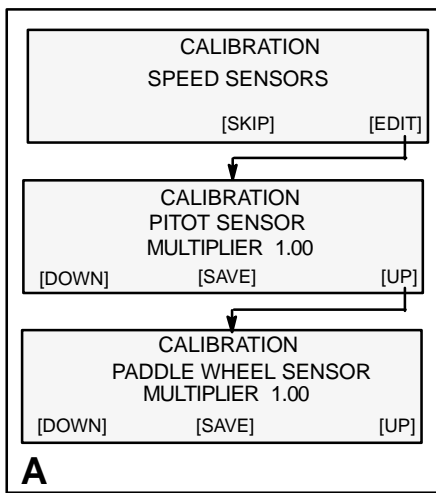 CALIBRATION
SPEED SENSORS
[SKIP] [EDIT]
CALIBRATION
PITOT SENSOR
MULTIPLIER 1.00
[DOWN] [SAVE] [UP]
CALIBRATION
PADDLE WHEEL SENSOR
MULTIPLIER 1.00
[DOWN] [SAVE] [UP]
A